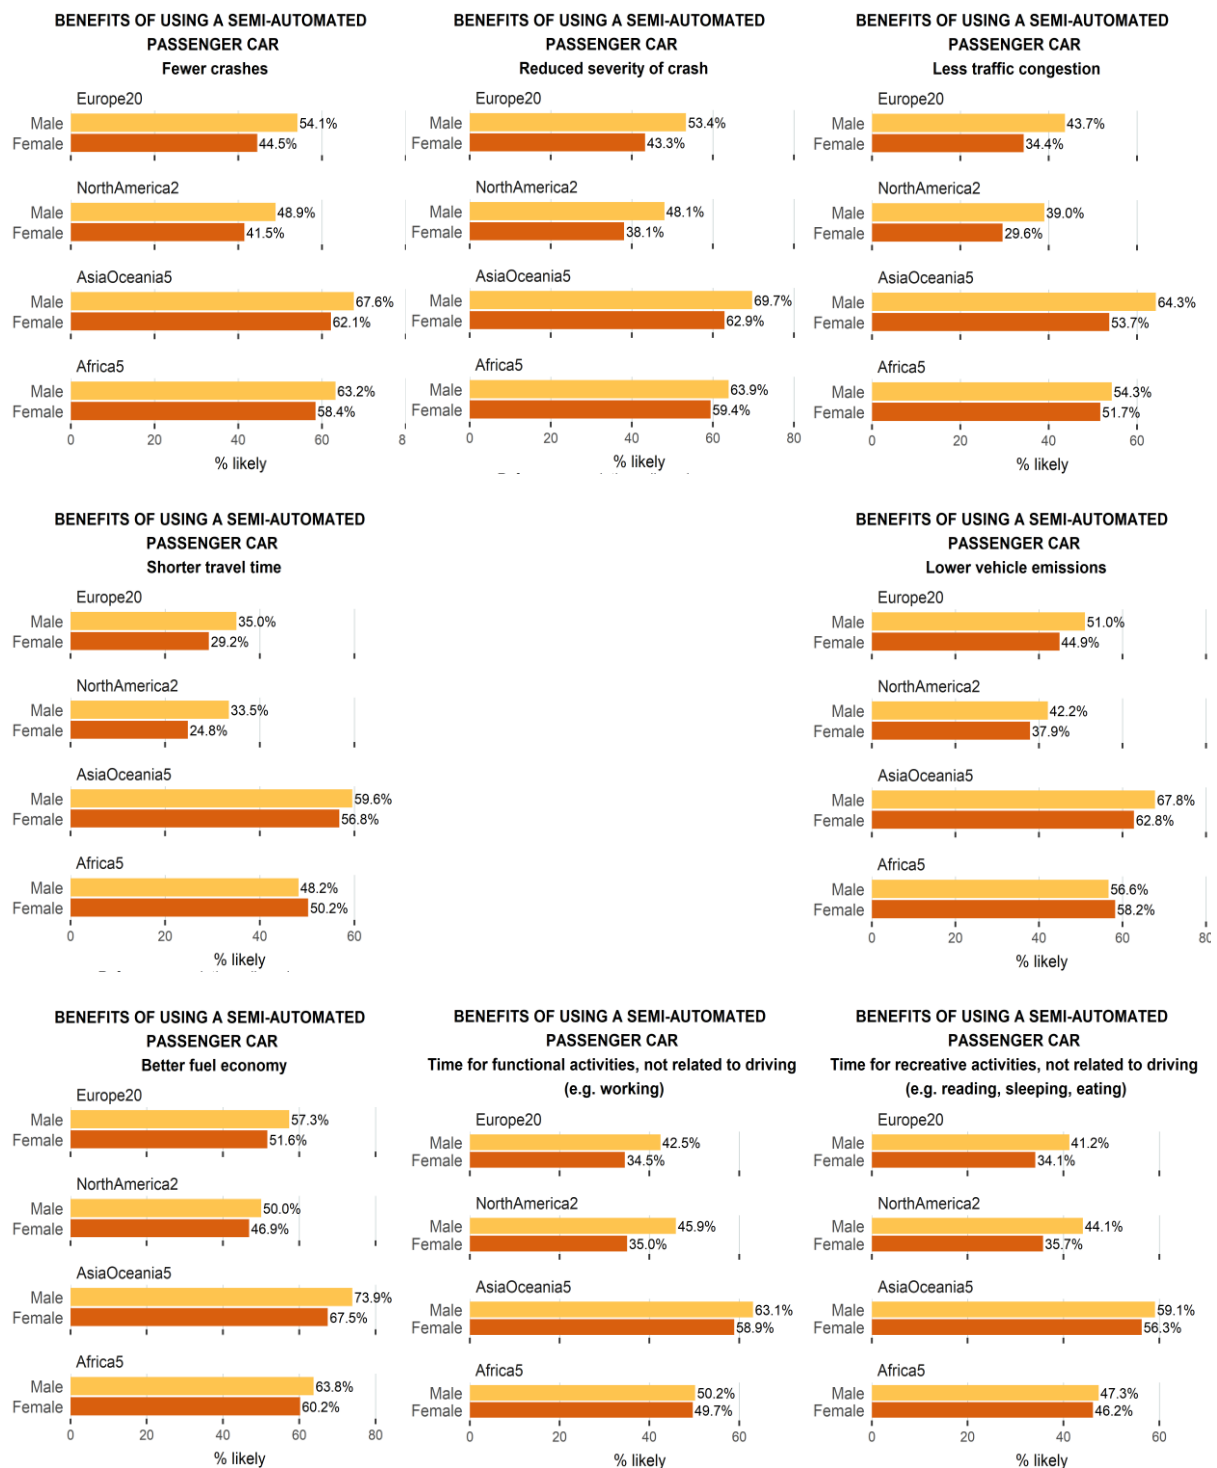 BENEFITS OF USING A SEMI-AUTOMATED
PASSENGER CAR
Fewer crashes
Europe20
Male 54.1%
Female 44.5%
NorthAmerica2
Male 48.9%
Female 41.5%
AsiaOceania5
Male 67.6%
Female 62.1%
Africa5
Male 63.2%
Female 58.4%
0 20 40 60 8
% likely
BENEFITS OF USING A SEMI-AUTOMATED
PASSENGER CAR
Reduced severity of crash
Europe20
Male 53.4%
Female 43.3%
NorthAmerica2
Male 48.1%
Female 38.1%
AsiaOceania5
Male 69.7%
Female 62.9%
Africa5
Male 63.9%
Female 59.4%
0 20 40 60 80
% likely
BENEFITS OF USING A SEMI-AUTOMATED
PASSENGER CAR
Less traffic congestion
Europe20
Male 43.7%
Female 34.4%
NorthAmerica2
Male 39.0%
Female 29.6%
AsiaOceania5
Male 64.3%
Female 53.7%
Africa5
Male 54.3%
Female 51.7%
0 20 40 60
% likely
BENEFITS OF USING A SEMI-AUTOMATED
PASSENGER CAR
Shorter travel time
Europe20
Male 35.0%
Female 29.2%
NorthAmerica2
Male 33.5%
Female 24.8%
AsiaOceania5
Male 59.6%
Female 56.8%
Africa5
Male 48.2%
Female 50.2%
0 20 40 60
% likely
BENEFITS OF USING A SEMI-AUTOMATED
PASSENGER CAR
Lower vehicle emissions
Europe20
Male 51.0%
Female 44.9%
NorthAmerica2
Male 42.2%
Female 37.9%
AsiaOceania5
Male 67.8%
Female 62.8%
Africa5
Male 56.6%
Female 58.2%
0 20 40 60 80
% likely
BENEFITS OF USING A SEMI-AUTOMATED
PASSENGER CAR
Better fuel economy
Europe20
Male 57.3%
Female 51.6%
NorthAmerica2
Male 50.0%
Female 46.9%
AsiaOceania5
Male 73.9%
Female 67.5%
Africa5
Male 63.8%
Female 60.2%
0 20 40 60 80
% likely
BENEFITS OF USING A SEMI-AUTOMATED
PASSENGER CAR
Time for functional activities, not related to driving
(e.g. working)
Europe20
Male 42.5%
Female 34.5%
NorthAmerica2
Male 45.9%
Female 35.0%
AsiaOceania5
Male 63.1%
Female 58.9%
Africa5
Male 50.2%
Female 49.7%
0 20 40 60
% likely
BENEFITS OF USING A SEMI-AUTOMATED
PASSENGER CAR
Time for recreative activities, not related to driving
(e.g. reading, sleeping, eating)
Europe20
Male 41.2%
Female 34.1%
NorthAmerica2
Male 44.1%
Female 35.7%
AsiaOceania5
Male 59.1%
Female 56.3%
Africa5
Male 47.3%
Female 46.2%
0 20 40 60
% likely